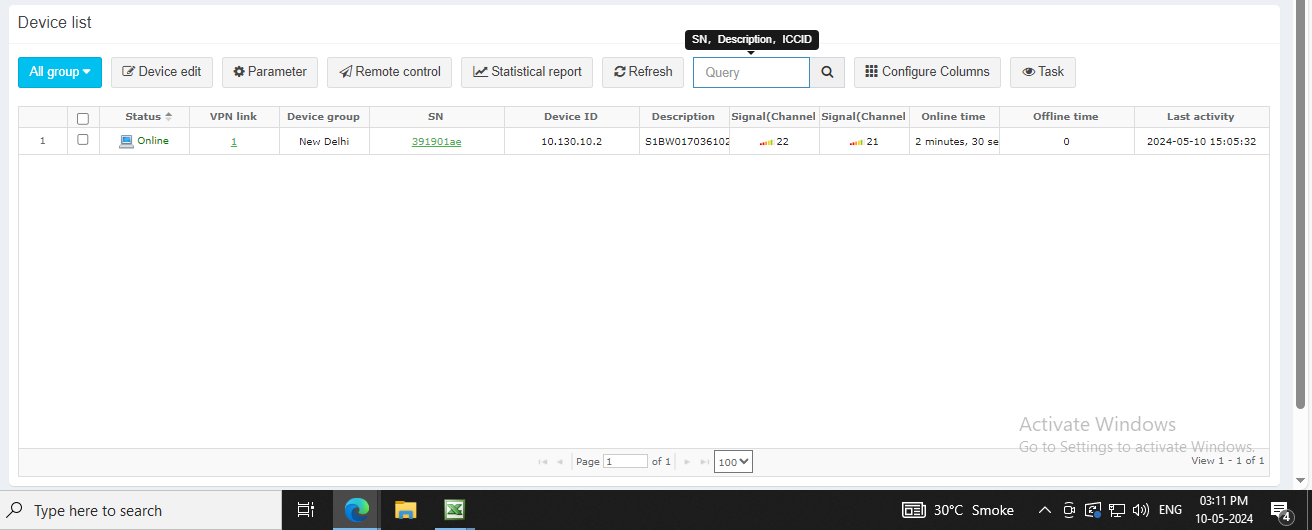 Device list
SN, Description, ICCID
All group Device edit Parameter Remote control Statistical report Refresh Query Configure Columns Task
Status VPN link Device group SN Device ID Description Signal(Channel Signal(Channel Online time Offline time Last activity
1 Online 1 New Delhi 391901ae 10.130.10.2 S1BW017036102 22 21 2 minutes, 30 se 0 2024-05-10 15:05:32
Activate Windows
Go to Settings to activate Windows.
Page 1 of 1 100 View 1 - 1 of 1
Type here to search 30°C Smoke ENG 03:11 PM
10-05-2024 4